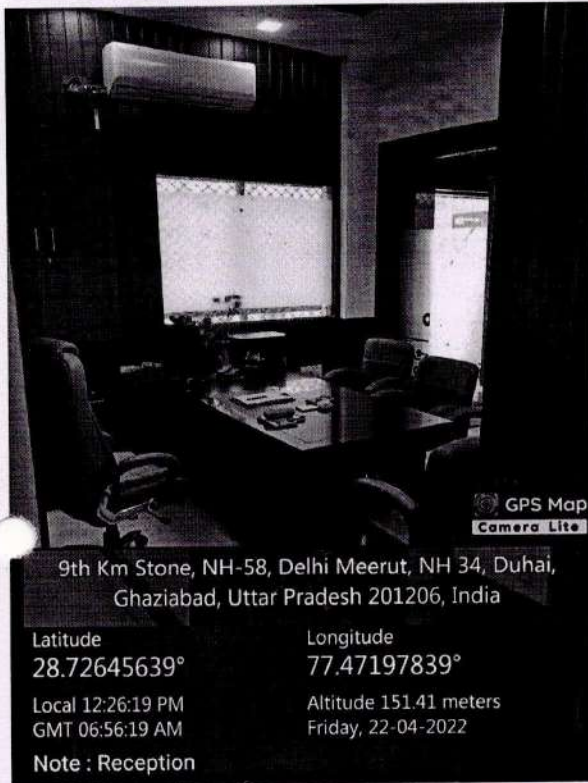 GPS Map
Camera Lite
9th Km Stone, NH-58, Delhi Meerut, NH 34, Duhai,
Ghaziabad, Uttar Pradesh 201206, India
Latitude
28.72645639°
Longitude
77.47197839°
Local 12:26:19 PM
GMT 06:56:19 AM
Altitude 151.41 meters
Friday, 22-04-2022
Note : Reception